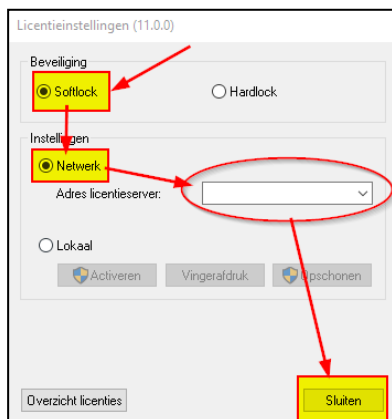 Licentieinstellingen (11.0.0)
Beveiliging
Softlock
Hardlock
Instellingen
Netwerk
Adres licentieserver:
Lokaal
Activeren
Vingerafdruk
Opschonen
Overzicht licenties
Sluiten